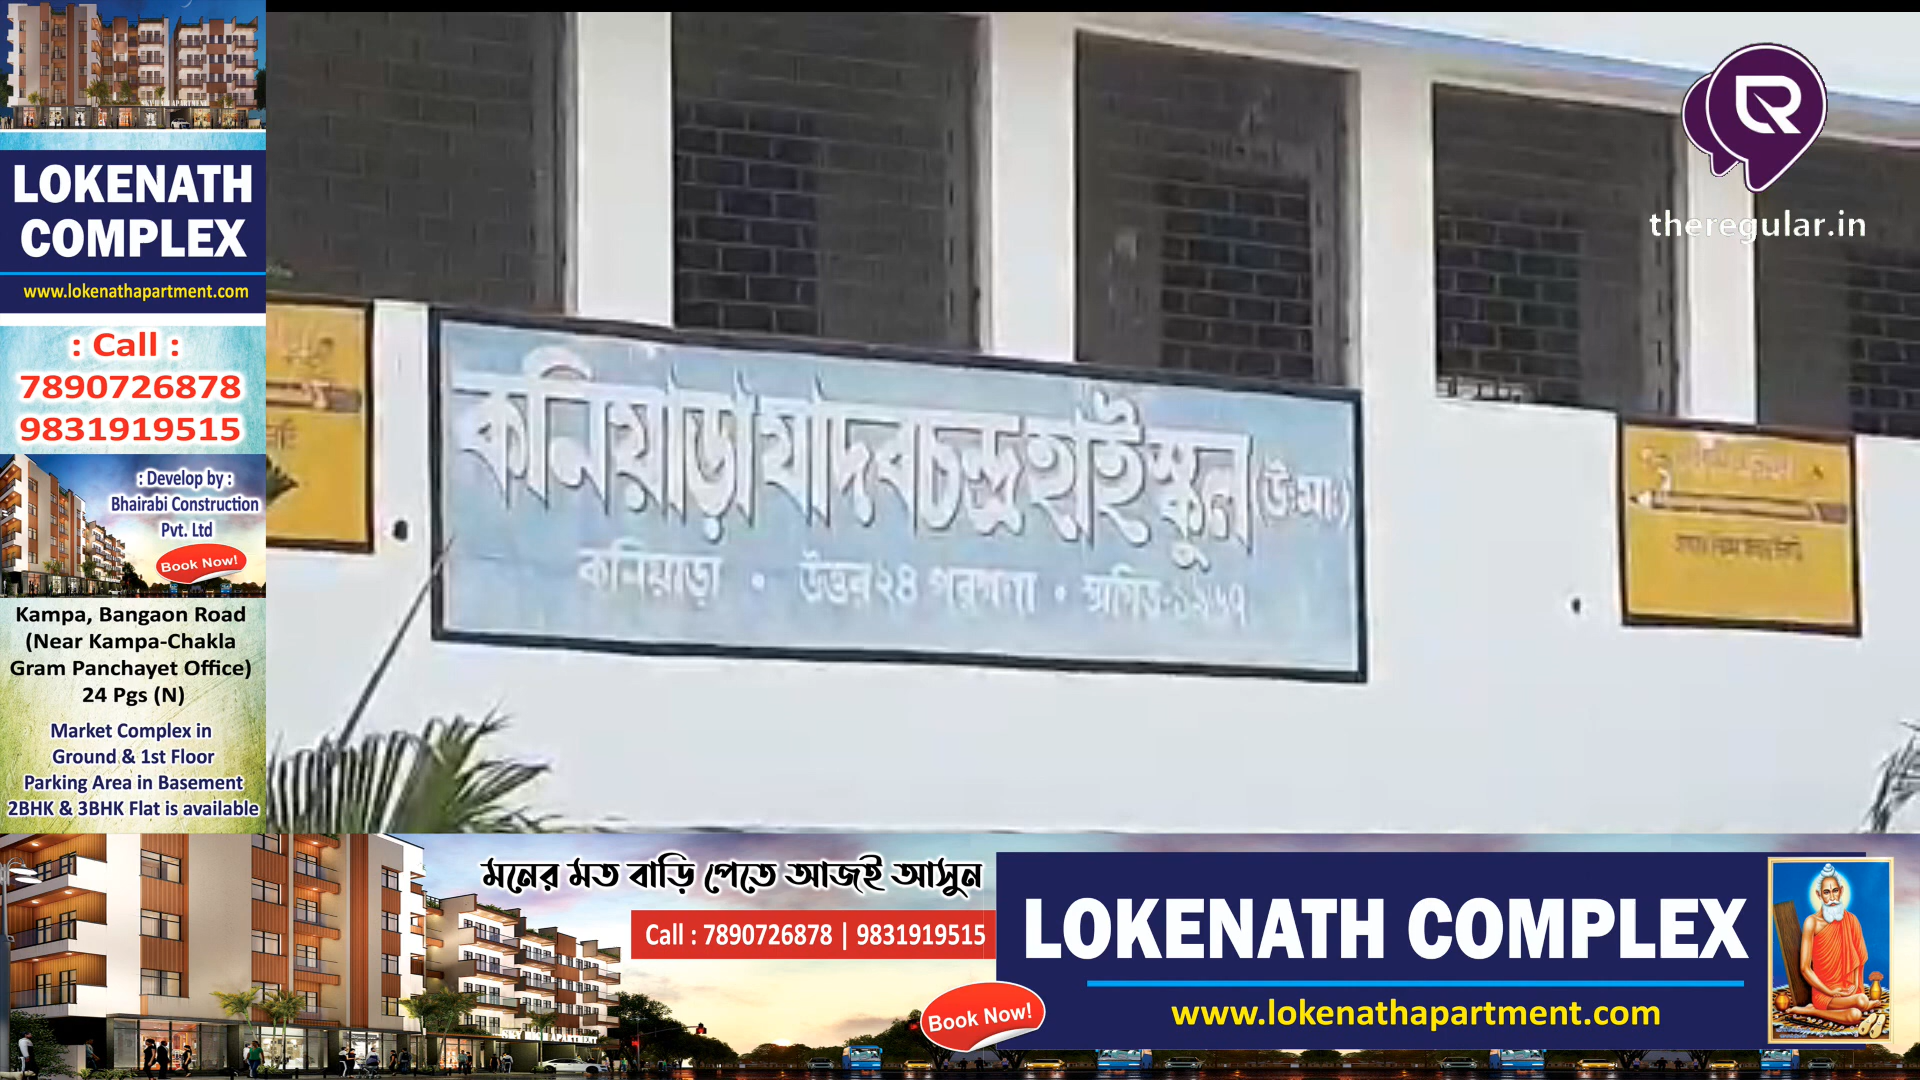 LOKENATH
COMPLEX
www.lokenathapartment.com
: Call :
7890726878
9831919515
: Develop by :
Bhairabi Construction
Pvt. Ltd
Book Now!
Kampa, Bangaon Road
(Near Kampa-Chakla
Gram Panchayet Office)
24 Pgs (N)
Market Complex in
Ground & 1st Floor
Parking Area in Basement
2BHK & 3BHK Flat is available
theregular.in
কনিয়াড়া যাদবচন্দ্র হাই স্কুল (উঃমাঃ)
কনিয়াড়া • উত্তর ২৪ পরগণা • স্থাপিত-
মনের মত বাড়ি পেতে আজই আসুন
Call : 7890726878 | 9831919515
Book Now!
LOKENATH COMPLEX
www.lokenathapartment.com
SKY HIGH APARTMENT